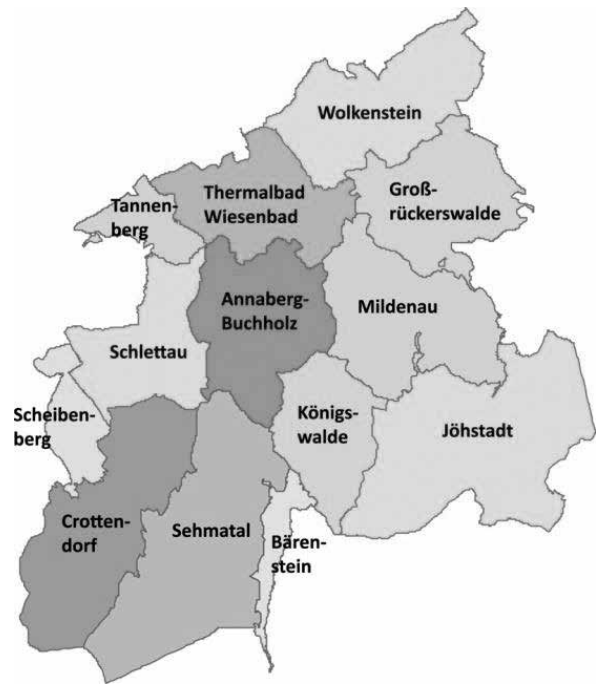 Wolkenstein
Thermalbad
Wiesenbad
Groß-
rückerswalde
Tannen-
berg
Annaberg-
Buchholz
Mildenau
Schlettau
Scheiben-
berg
Königs-
walde
Jöhstadt
Crotten-
dorf
Sehmatal
Bären-
stein